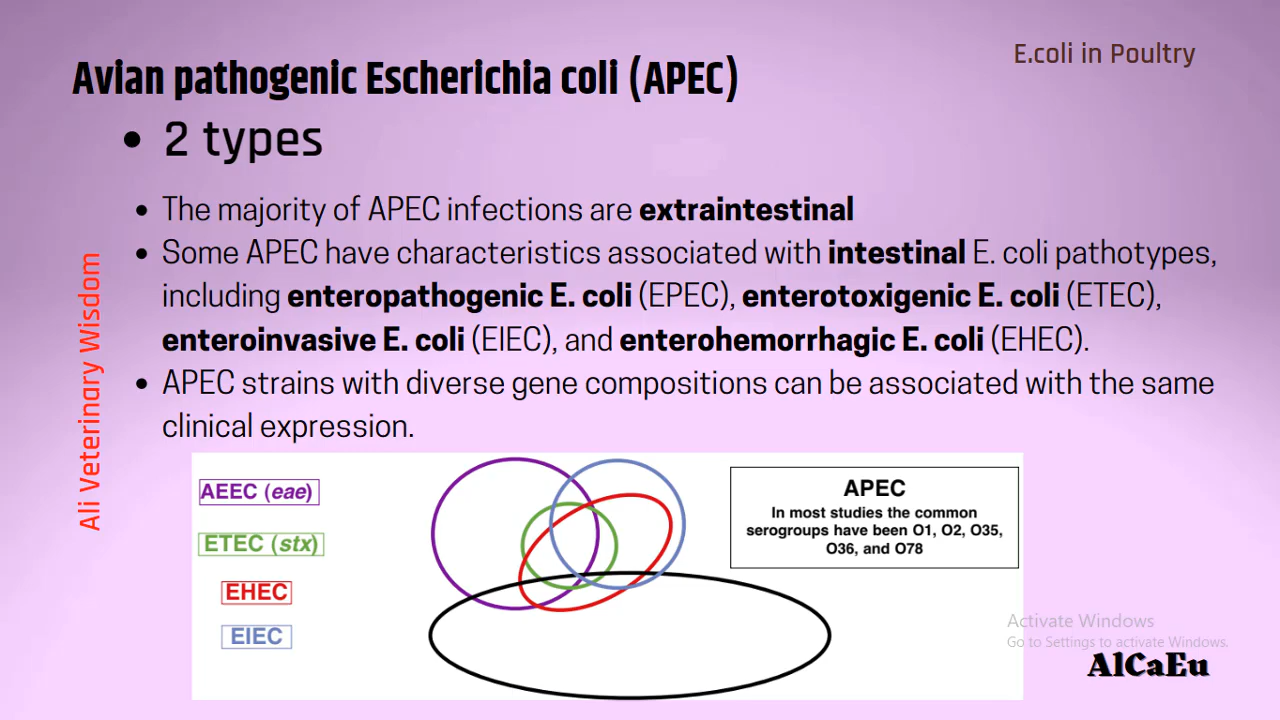 E.coli in Poultry
Avian pathogenic Escherichia coli (APEC)
• 2 types
• The majority of APEC infections are extraintestinal
• Some APEC have characteristics associated with intestinal E. coli pathotypes,
including enteropathogenic E. coli (EPEC), enterotoxigenic E. coli (ETEC),
enteroinvasive E. coli (EIEC), and enterohemorrhagic E. coli (EHEC).
• APEC strains with diverse gene compositions can be associated with the same
clinical expression.
Ali Veterinary Wisdom
AEEC (eae)
ETEC (stx)
EHEC
EIEC
APEC
In most studies the common
serogroups have been O1, O2, O35,
O36, and O78
Activate Windows
Go to Settings to activate Windows.
AlCaEu